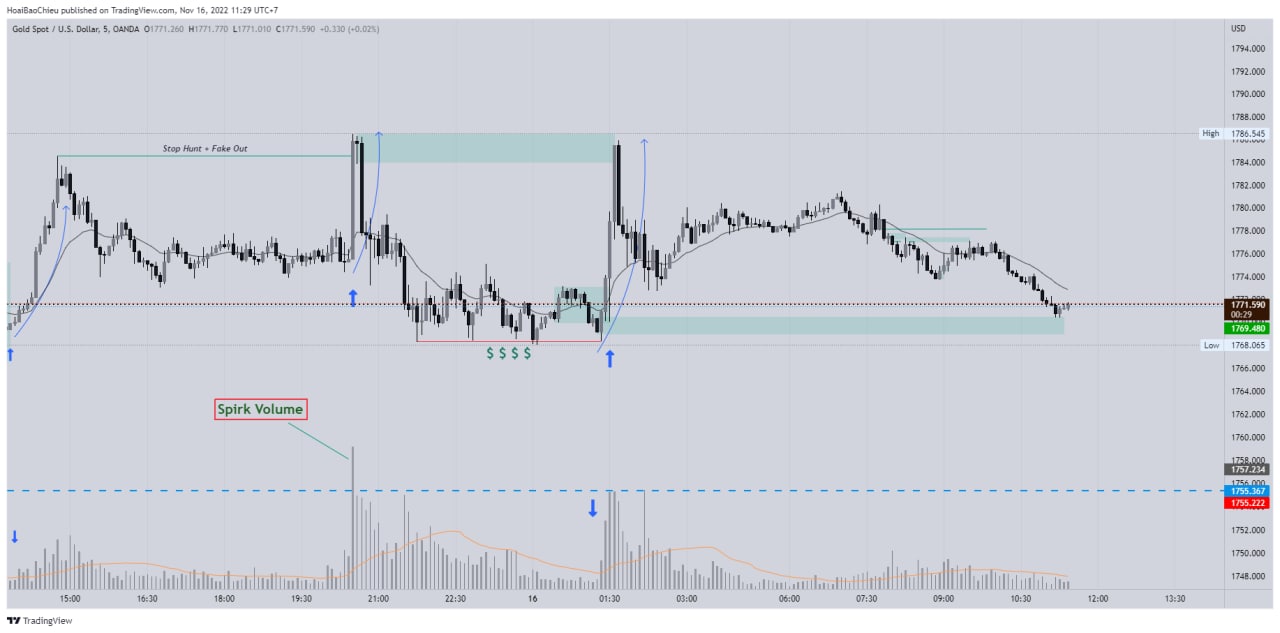 HoaiBaoChieu published on TradingView.com, Nov 16, 2022 11:29 UTC+7
Gold Spot / U.S. Dollar, 5, OANDA O1771.260 H1771.770 L1771.010 C1771.590 +0.330 (+0.02%)
USD
1794.000
1792.000
1790.000
1788.000
High 1786.545
Stop Hunt + Fake Out
1784.000
1782.000
1780.000
1778.000
1776.000
1774.000
1771.590
00:29
1769.480
Low 1768.065
$ $ $ $
1766.000
1764.000
Spirk Volume
1762.000
1760.000
1758.000
1757.234
1756.000
1755.367
1755.222
1752.000
1750.000
1748.000
15:00 16:30 18:00 19:30 21:00 22:30 16 01:30 03:00 06:00 07:30 09:00 10:30 12:00 13:30
TradingView